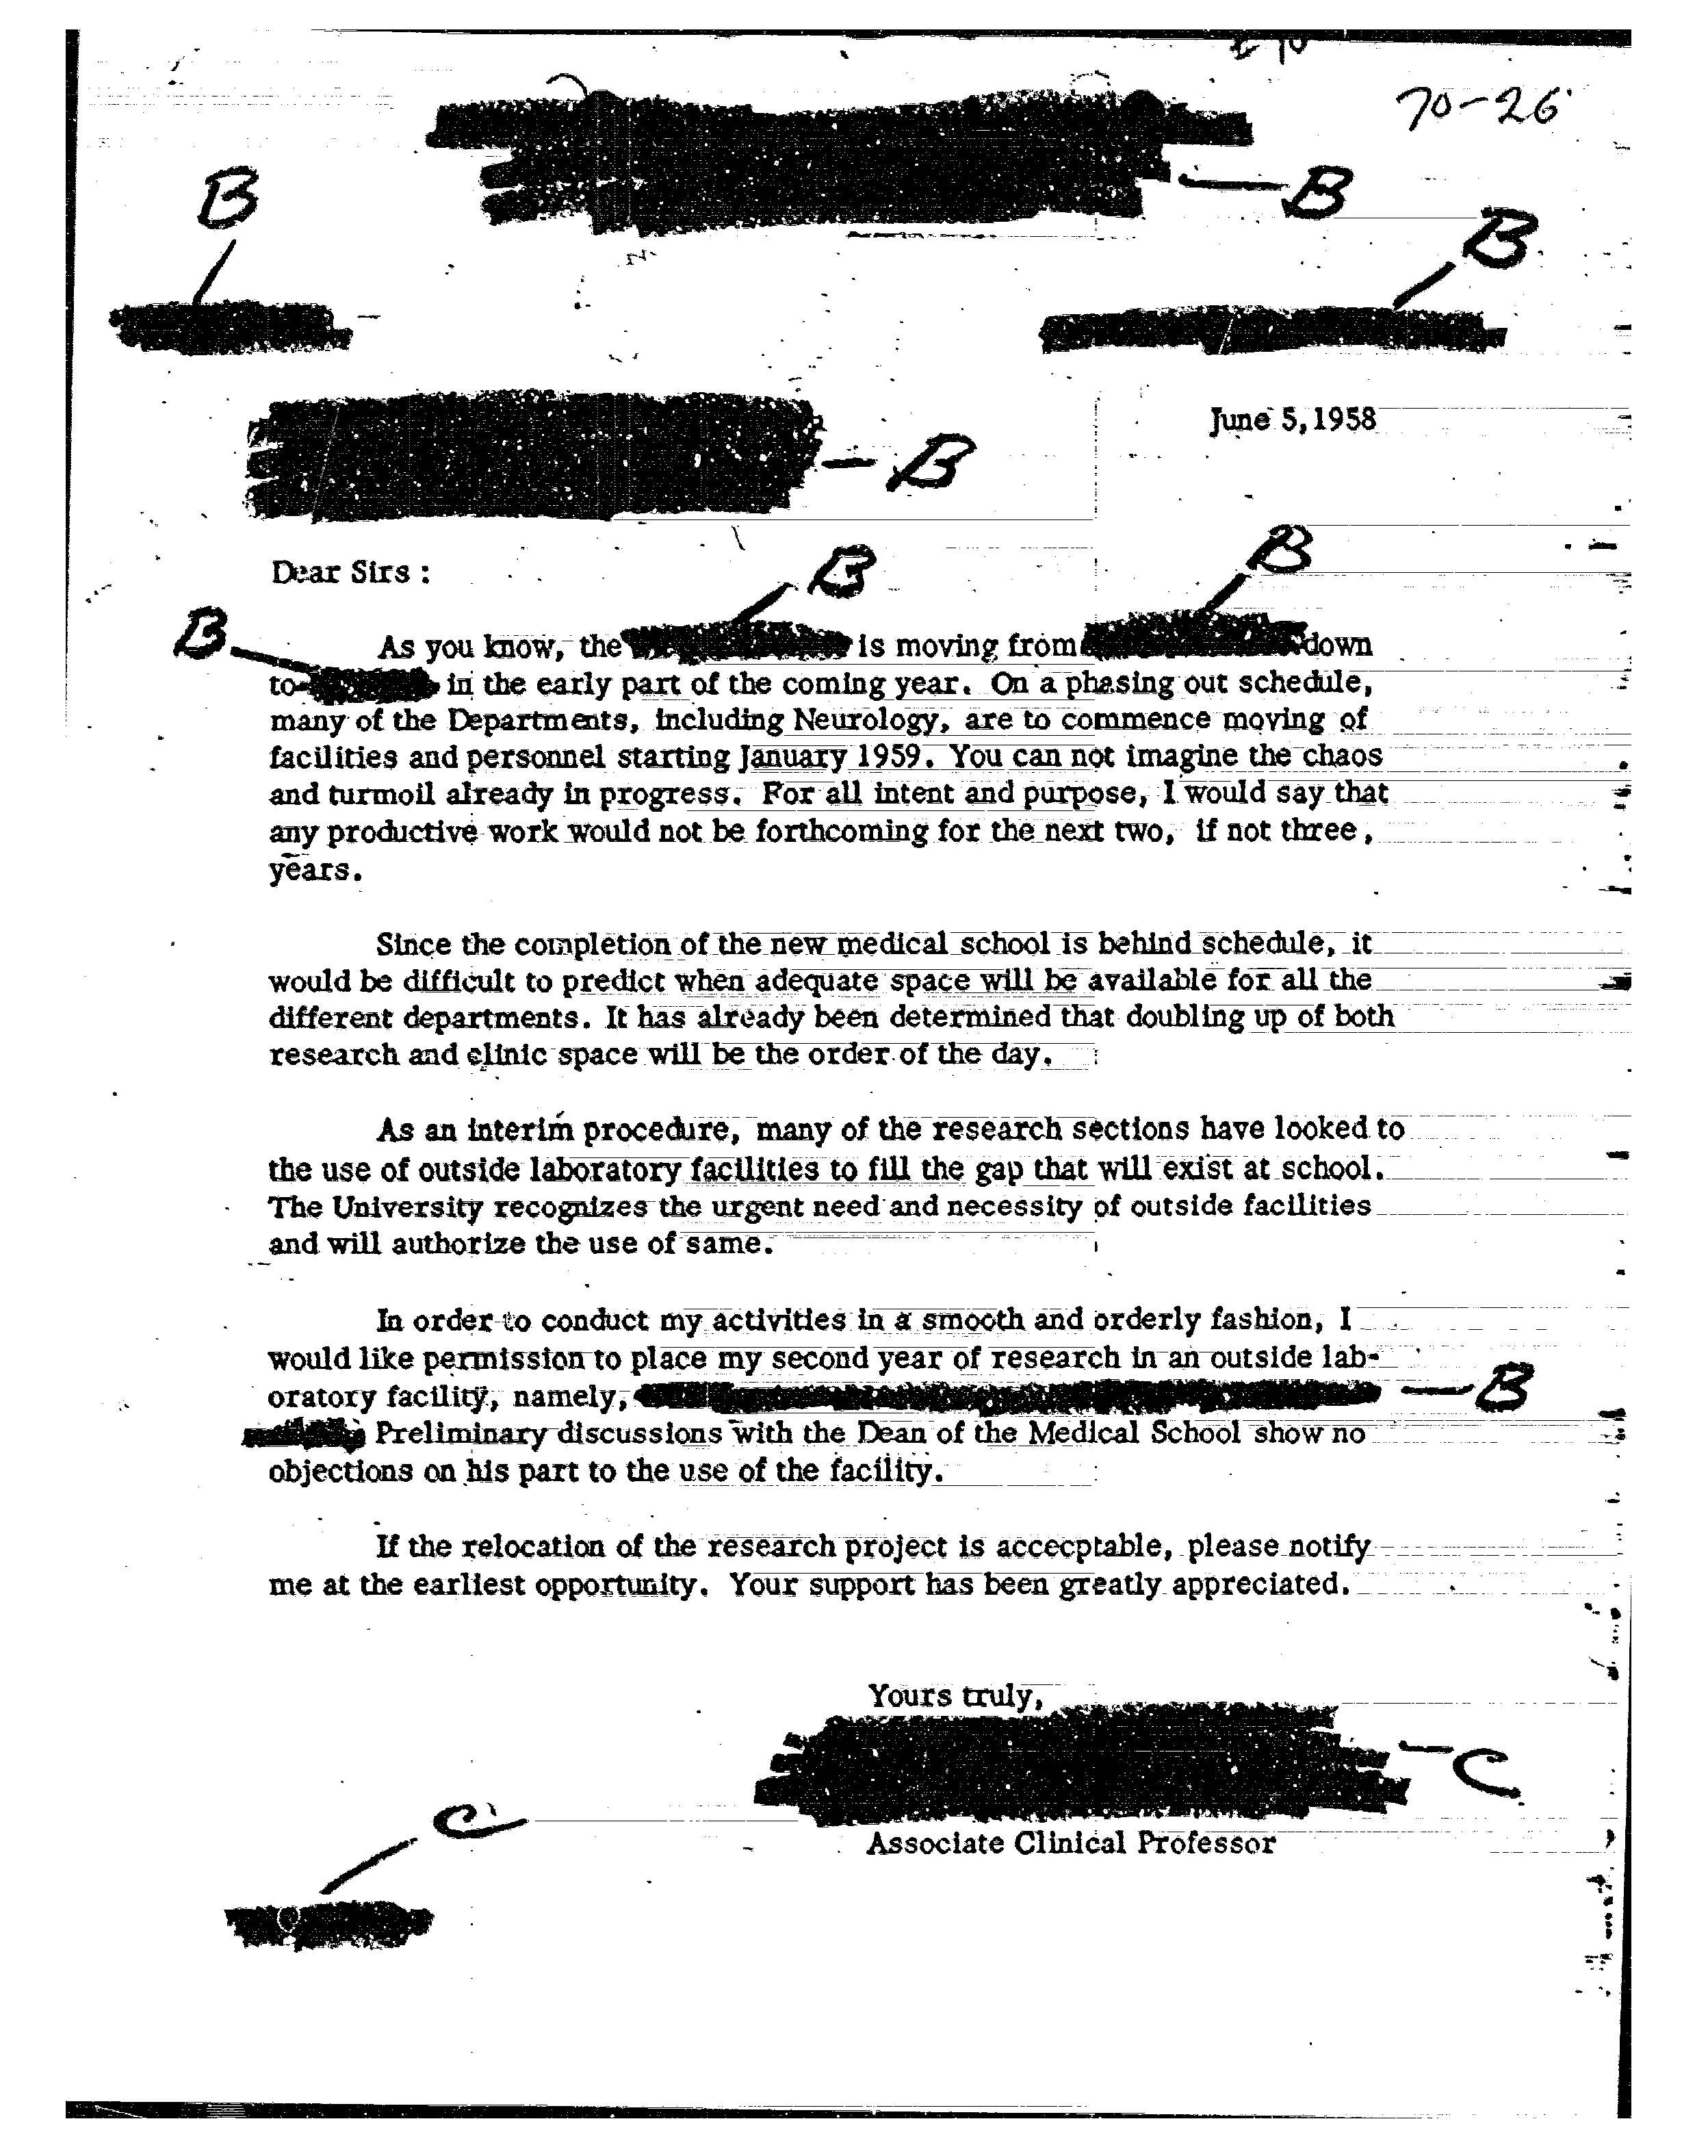 70-26
B
B
B
June 5, 1958
B
Dear Sirs :
B
B
B
As you know, the is moving from down
to in the early part of the coming year. On a phasing out schedule,
many of the Departments, including Neurology, are to commence moving of
facilities and personnel starting January 1959. You can not imagine the chaos
and turmoil already in progress. For all intent and purpose, I would say that
any productive work would not be forthcoming for the next two, if not three,
years.
Since the completion of the new medical school is behind schedule, it
would be difficult to predict when adequate space will be available for all the
different departments. It has already been determined that doubling up of both
research and clinic space will be the order of the day.
As an interim procedure, many of the research sections have looked to
the use of outside laboratory facilities to fill the gap that will exist at school.
The University recognizes the urgent need and necessity of outside facilities
and will authorize the use of same.
In order to conduct my activities in a smooth and orderly fashion, I
would like permission to place my second year of research in an outside lab-
oratory facility, namely, B
Preliminary discussions with the Dean of the Medical School show no
objections on his part to the use of the facility.
If the relocation of the research project is accecptable, please notify
me at the earliest opportunity. Your support has been greatly appreciated.
Yours truly,
C
C
Associate Clinical Professor